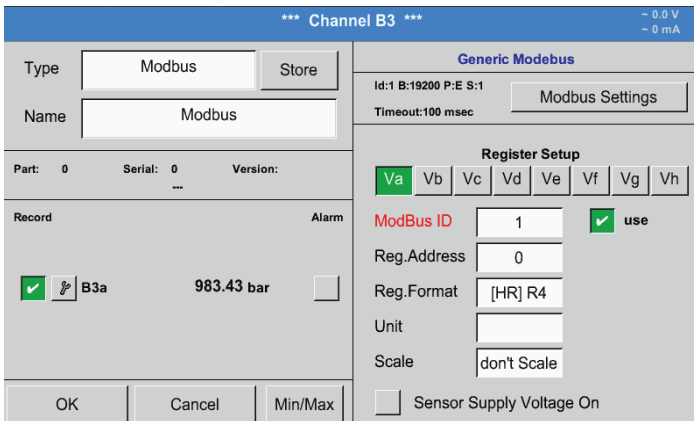 *** Channel B3 ***
~ 0.0 V
~ 0 mA
Type
Modbus
Store
Name
Modbus
Part: 0 Serial: 0 Version:
---
Record
Alarm
B3a 983.43 bar
OK
Cancel
Min/Max
Generic Modebus
Id:1 B:19200 P:E S:1
Timeout:100 msec
Modbus Settings
Register Setup
Va Vb Vc Vd Ve Vf Vg Vh
ModBus ID 1 use
Reg.Address 0
Reg.Format [HR] R4
Unit
Scale don't Scale
Sensor Supply Voltage On